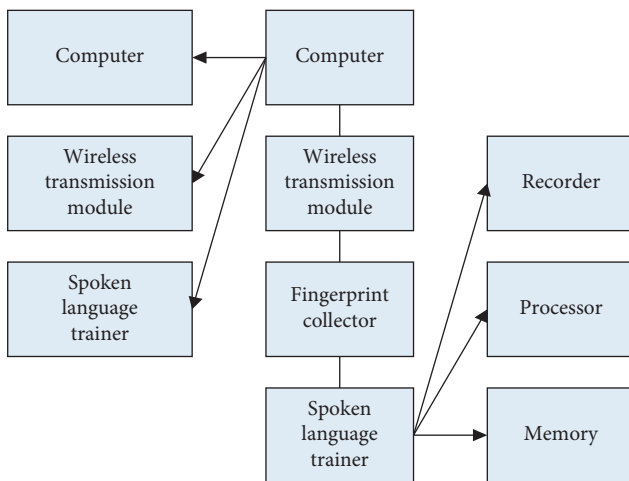 Computer
Computer
Wireless
transmission
module
Wireless
transmission
module
Recorder
Spoken
language
trainer
Fingerprint
collector
Processor
Spoken
language
trainer
Memory